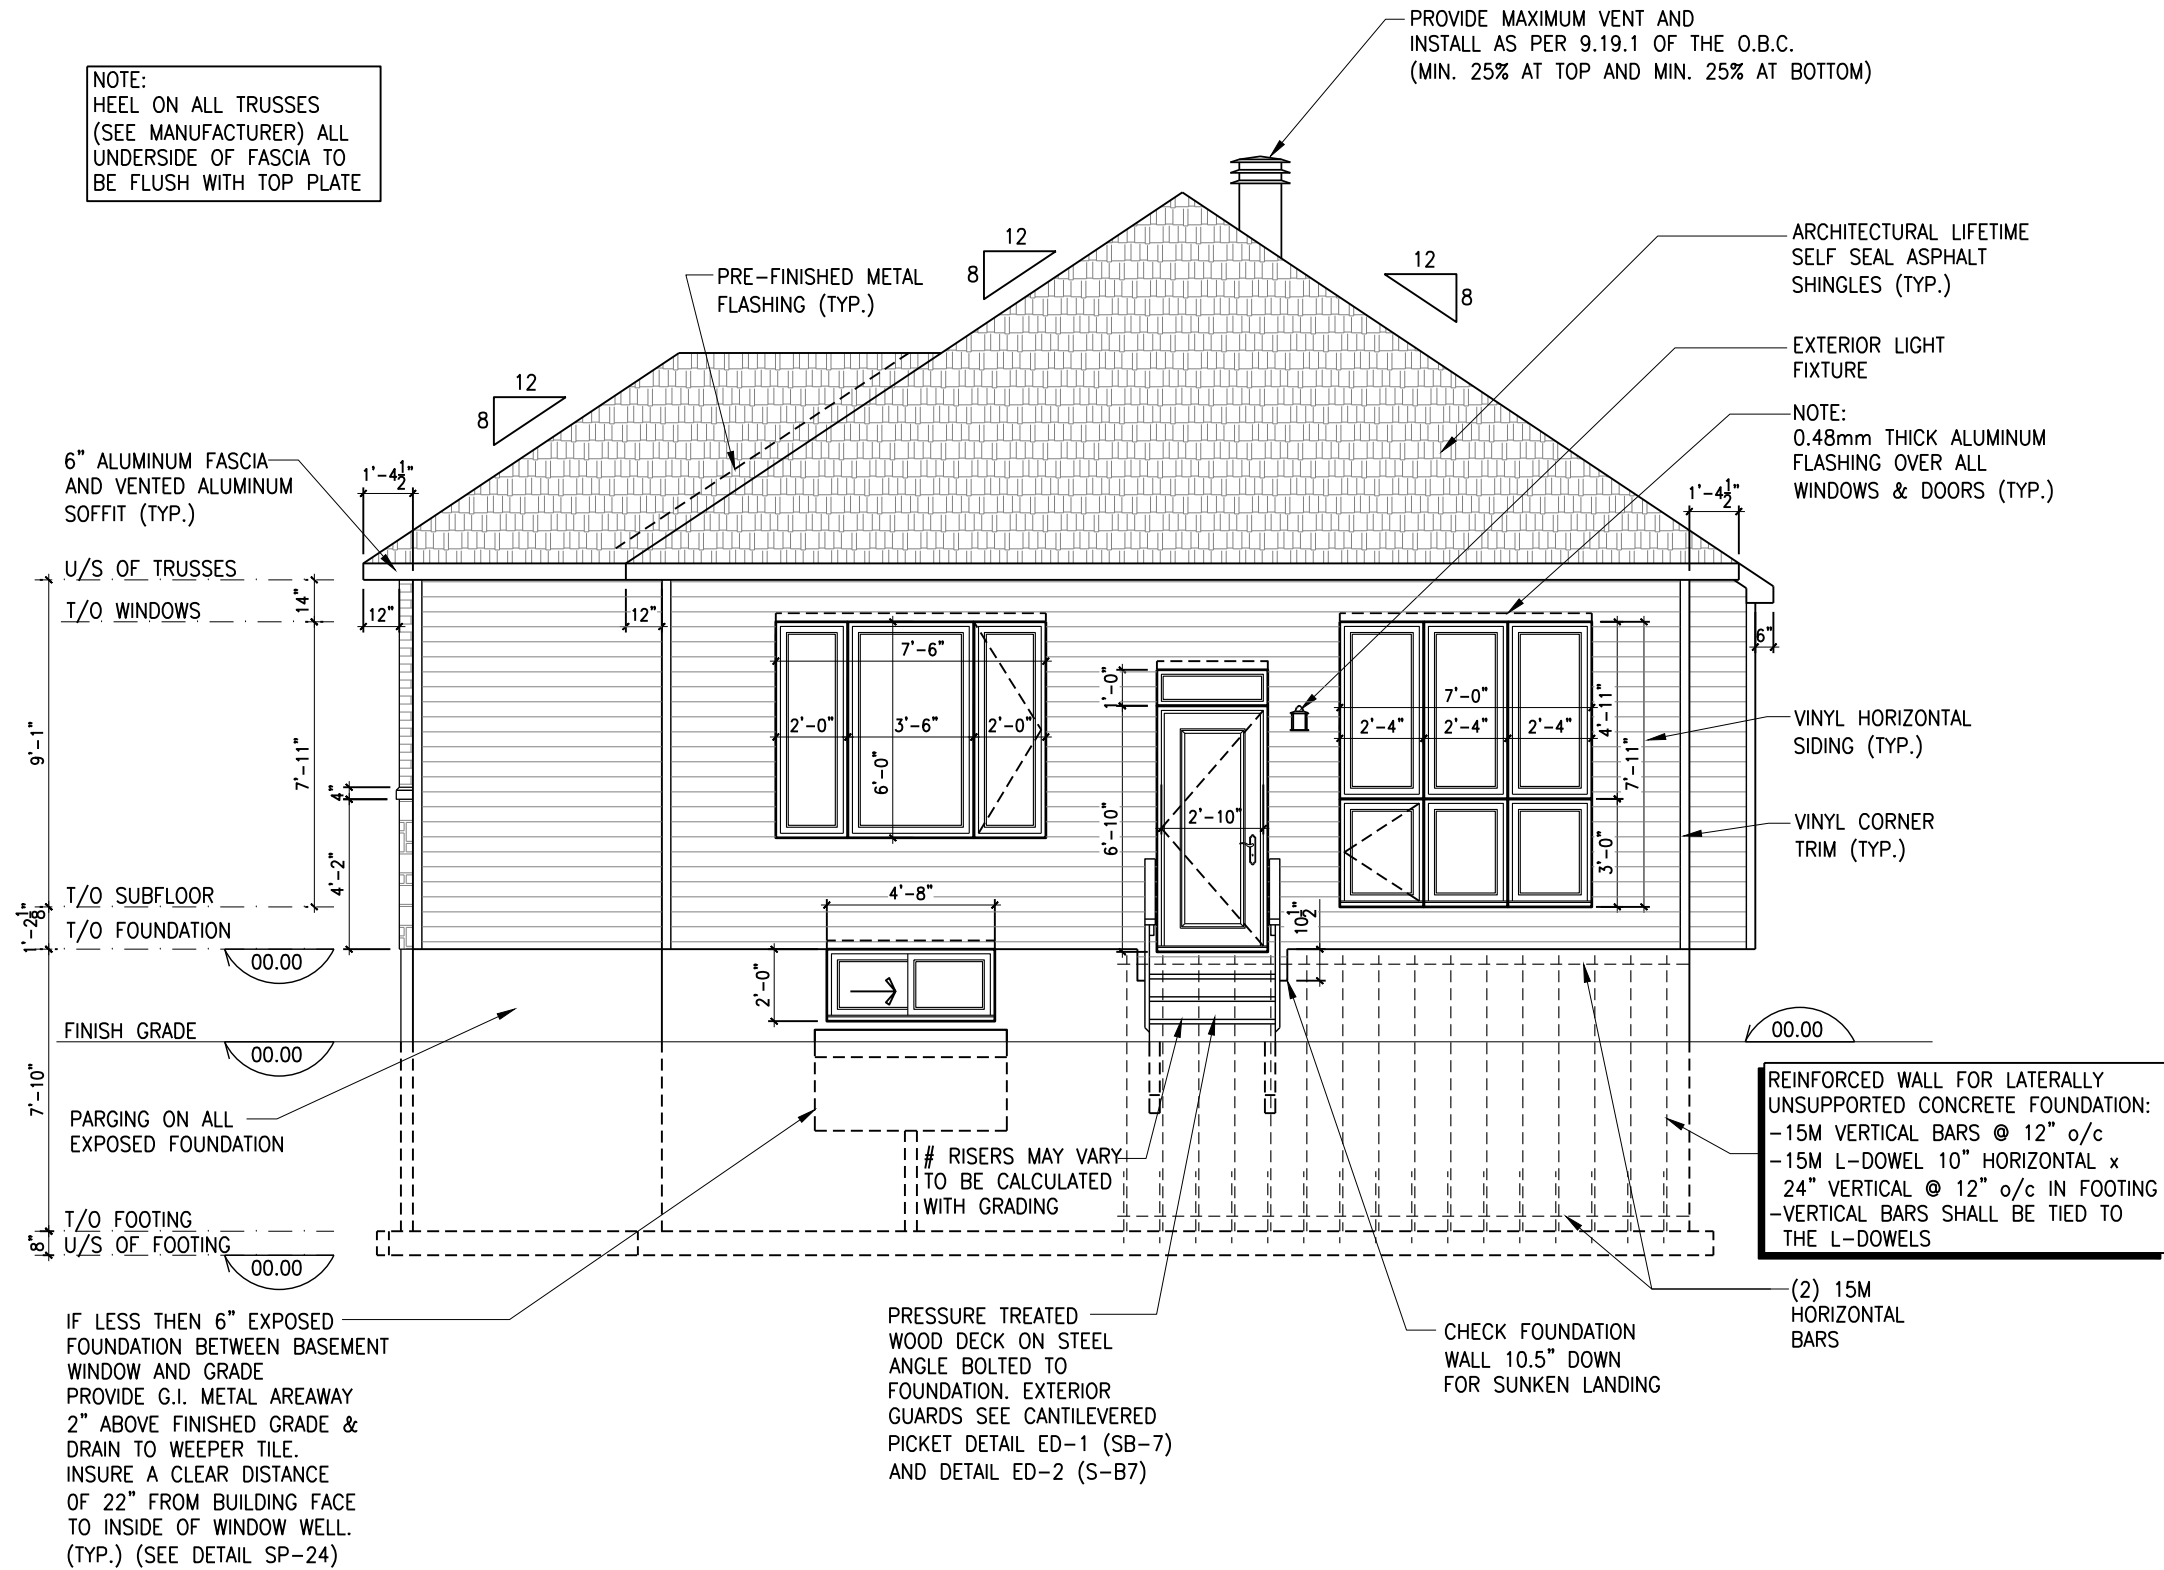 PROVIDE MAXIMUM VENT AND
INSTALL AS PER 9.19.1 OF THE O.B.C.
(MIN. 25% AT TOP AND MIN. 25% AT BOTTOM)
NOTE:
HEEL ON ALL TRUSSES
(SEE MANUFACTURER) ALL
UNDERSIDE OF FASCIA TO
BE FLUSH WITH TOP PLATE
12
8
12
8
12
8
PRE-FINISHED METAL
FLASHING (TYP.)
ARCHITECTURAL LIFETIME
SELF SEAL ASPHALT
SHINGLES (TYP.)
EXTERIOR LIGHT
FIXTURE
NOTE:
0.48mm THICK ALUMINUM
FLASHING OVER ALL
WINDOWS & DOORS (TYP.)
6" ALUMINUM FASCIA
AND VENTED ALUMINUM
SOFFIT (TYP.)
1'-4½"
1'-4½"
U/S OF TRUSSES
T/O WINDOWS
14"
12"
12"
6"
9'-1"
7'-11"
4"
4'-2"
7'-6"
2'-0"
3'-6"
2'-0"
6'-0"
1'-0"
6'-10"
2'-10"
7'-0"
2'-4"
2'-4"
2'-4"
4'-11"
7'-11"
3'-0"
VINYL HORIZONTAL
SIDING (TYP.)
VINYL CORNER
TRIM (TYP.)
T/O SUBFLOOR
1'-2⅛"
T/O FOUNDATION
00.00
4'-8"
2'-0"
10½"
FINISH GRADE
00.00
00.00
7'-10"
PARGING ON ALL
EXPOSED FOUNDATION
# RISERS MAY VARY
TO BE CALCULATED
WITH GRADING
REINFORCED WALL FOR LATERALLY
UNSUPPORTED CONCRETE FOUNDATION:
-15M VERTICAL BARS @ 12" o/c
-15M L-DOWEL 10" HORIZONTAL x
24" VERTICAL @ 12" o/c IN FOOTING
-VERTICAL BARS SHALL BE TIED TO
THE L-DOWELS
T/O FOOTING
8"
U/S OF FOOTING
00.00
(2) 15M
HORIZONTAL
BARS
IF LESS THEN 6" EXPOSED
FOUNDATION BETWEEN BASEMENT
WINDOW AND GRADE
PROVIDE G.I. METAL AREAWAY
2" ABOVE FINISHED GRADE &
DRAIN TO WEEPER TILE.
INSURE A CLEAR DISTANCE
OF 22" FROM BUILDING FACE
TO INSIDE OF WINDOW WELL.
(TYP.) (SEE DETAIL SP-24)
PRESSURE TREATED
WOOD DECK ON STEEL
ANGLE BOLTED TO
FOUNDATION. EXTERIOR
GUARDS SEE CANTILEVERED
PICKET DETAIL ED-1 (SB-7)
AND DETAIL ED-2 (S-B7)
CHECK FOUNDATION
WALL 10.5" DOWN
FOR SUNKEN LANDING